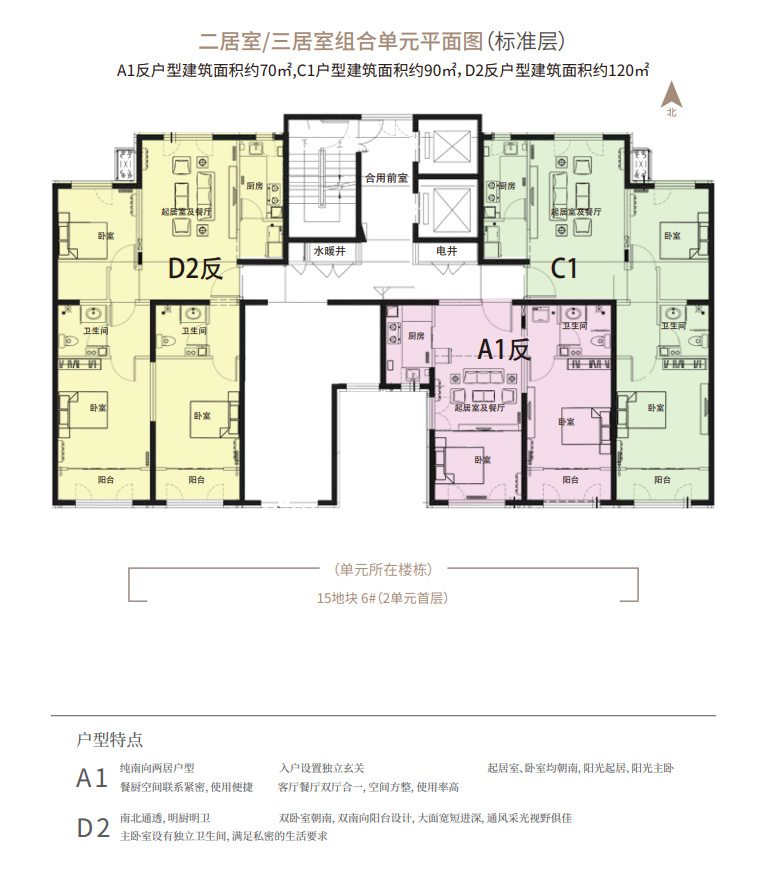 二居室/三居室组合单元平面图(标准层)
A1反户型建筑面积约70㎡,C1户型建筑面积约90㎡, D2反户型建筑面积约120㎡
北
合用前室
厨房
厨房
卧室
起居室及餐厅
起居室及餐厅
卧室
水暖井
电井
D2反
C1
卫生间
卫生间
厨房
A1反
卫生间
卫生间
卧室
卧室
起居室及餐厅
卧室
卧室
卧室
阳台
阳台
阳台
阳台
(单元所在楼栋)
15地块 6#(2单元首层)
户型特点
A1
纯南向两居户型
入户设置独立玄关
起居室、卧室均朝南, 阳光起居、阳光主卧
餐厨空间联系紧密, 使用便捷
客厅餐厅双厅合一, 空间方整, 使用率高
D2
南北通透, 明厨明卫
双卧室朝南, 双南向阳台设计, 大面宽短进深, 通风采光视野俱佳
主卧室设有独立卫生间, 满足私密的生活要求